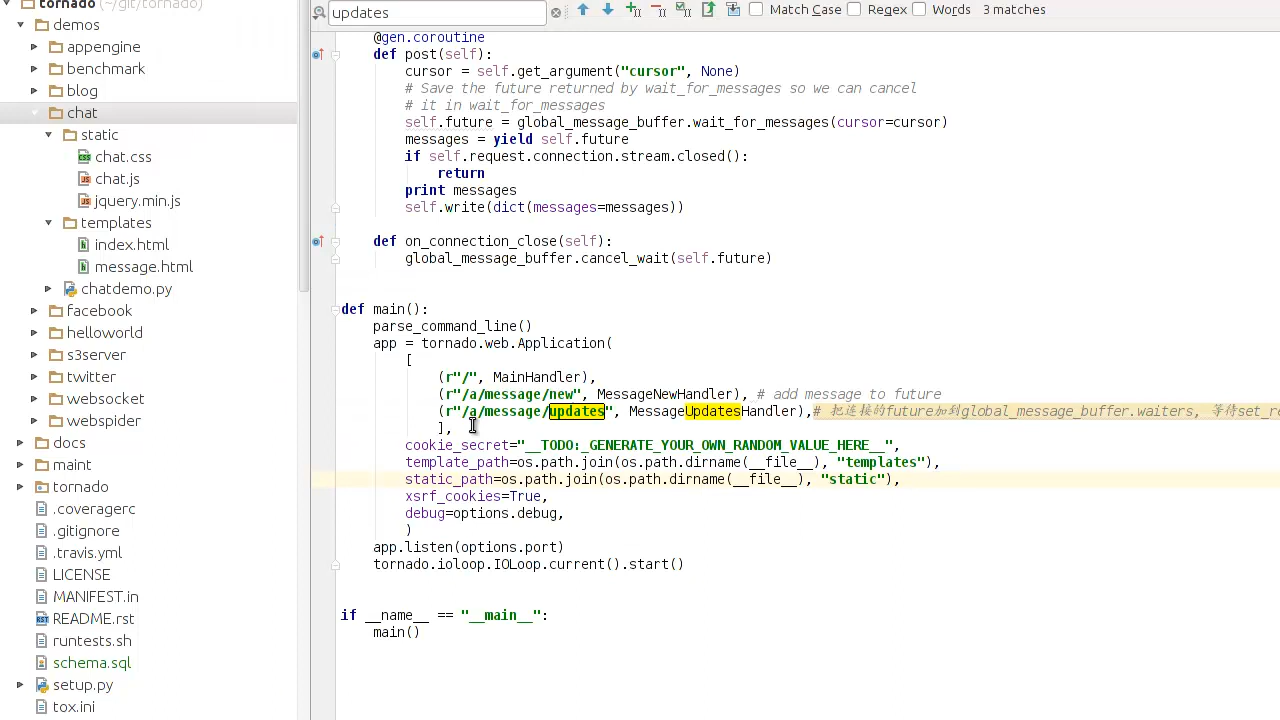 tornado (~/git/tornado)
demos
appengine
benchmark
blog
chat
static
chat.css
chat.js
jquery.min.js
templates
index.html
message.html
chatdemo.py
facebook
helloworld
s3server
twitter
websocket
webspider
docs
maint
tornado
.coveragerc
.gitignore
.travis.yml
LICENSE
MANIFEST.in
README.rst
runtests.sh
schema.sql
setup.py
tox.ini
updates Match Case Regex Words 3 matches
@gen.coroutine
def post(self):
cursor = self.get_argument("cursor", None)
# Save the future returned by wait_for_messages so we can cancel
# it in wait_for_messages
self.future = global_message_buffer.wait_for_messages(cursor=cursor)
messages = yield self.future
if self.request.connection.stream.closed():
return
print messages
self.write(dict(messages=messages))
def on_connection_close(self):
global_message_buffer.cancel_wait(self.future)
def main():
parse_command_line()
app = tornado.web.Application(
[
(r"/", MainHandler),
(r"/a/message/new", MessageNewHandler), # add message to future
(r"/a/message/updates", MessageUpdatesHandler),# 把连接的future加到global_message_buffer.waiters, 等待set_re
],
cookie_secret="__TODO:_GENERATE_YOUR_OWN_RANDOM_VALUE_HERE__",
template_path=os.path.join(os.path.dirname(__file__), "templates"),
static_path=os.path.join(os.path.dirname(__file__), "static"),
xsrf_cookies=True,
debug=options.debug,
)
app.listen(options.port)
tornado.ioloop.IOLoop.current().start()
if __name__ == "__main__":
main()